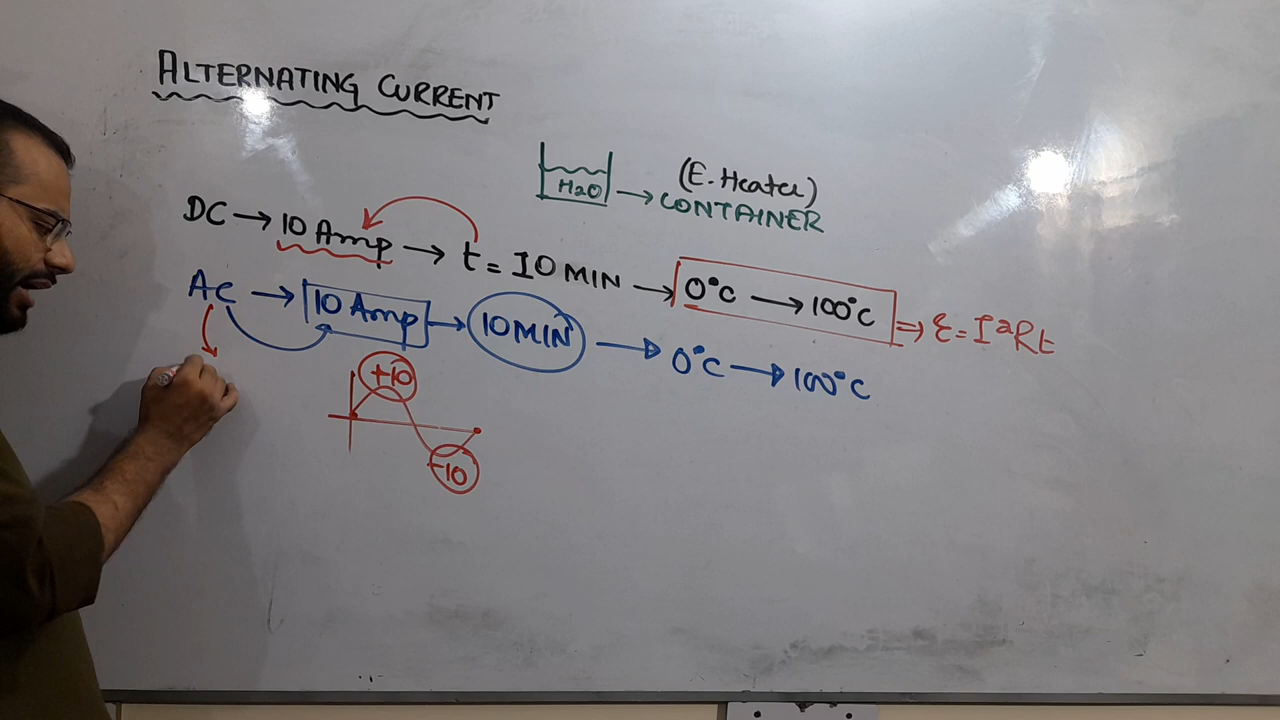 ALTERNATING CURRENT
H2O → (E. Heater)
CONTAINER
DC → 10 Amp → t = 10 MIN → 0°C → 100°C ⇒ E = I²Rt
AC → 10 Amp → 10 MIN → 0°C → 100°C
+10
-10